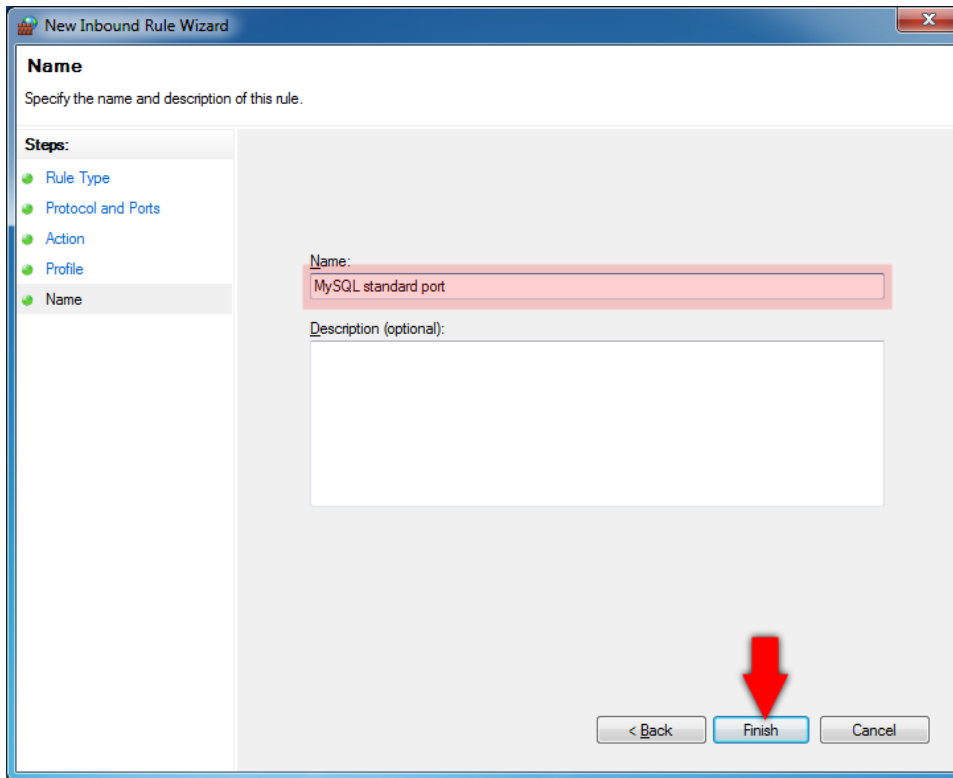 New Inbound Rule Wizard
Name
Specify the name and description of this rule.
Steps:
Rule Type
Protocol and Ports
Action
Profile
Name
Name:
MySQL standard port
Description (optional):
< Back
Finish
Cancel